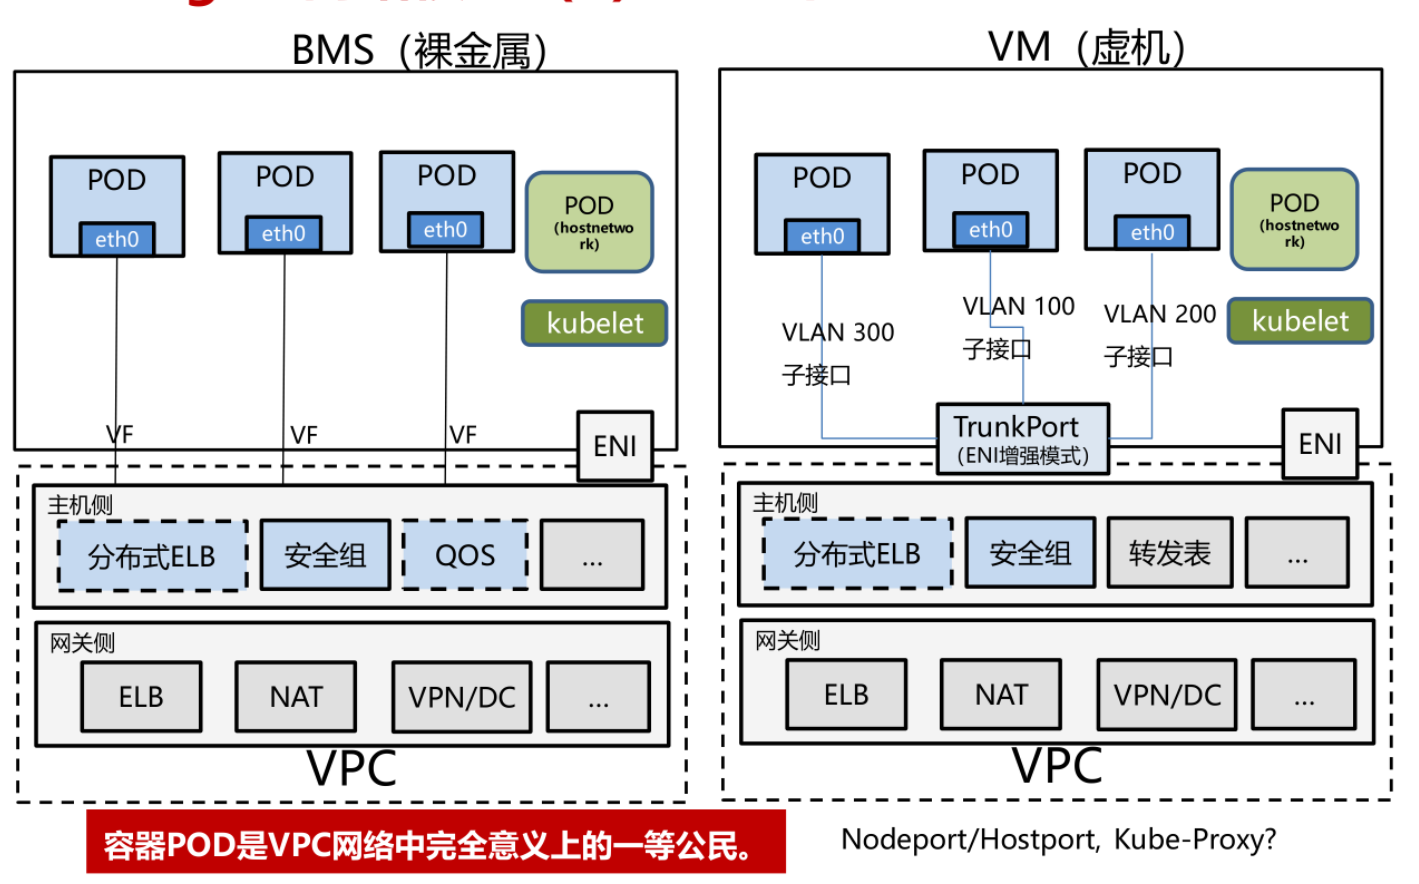 BMS（裸金属）
POD
eth0
POD
eth0
POD
eth0
POD
（hostnetwo
rk)
kubelet
VF
VF
VF
ENI
主机侧
分布式ELB
安全组
QOS
...
网关侧
ELB
NAT
VPN/DC
...
VPC
VM（虚机）
POD
eth0
POD
eth0
POD
eth0
POD
（hostnetwo
rk)
kubelet
VLAN 300
子接口
VLAN 100
子接口
VLAN 200
子接口
TrunkPort
（ENI增强模式）
ENI
主机侧
分布式ELB
安全组
转发表
...
网关侧
ELB
NAT
VPN/DC
...
VPC
容器POD是VPC网络中完全意义上的一等公民。
Nodeport/Hostport, Kube-Proxy?